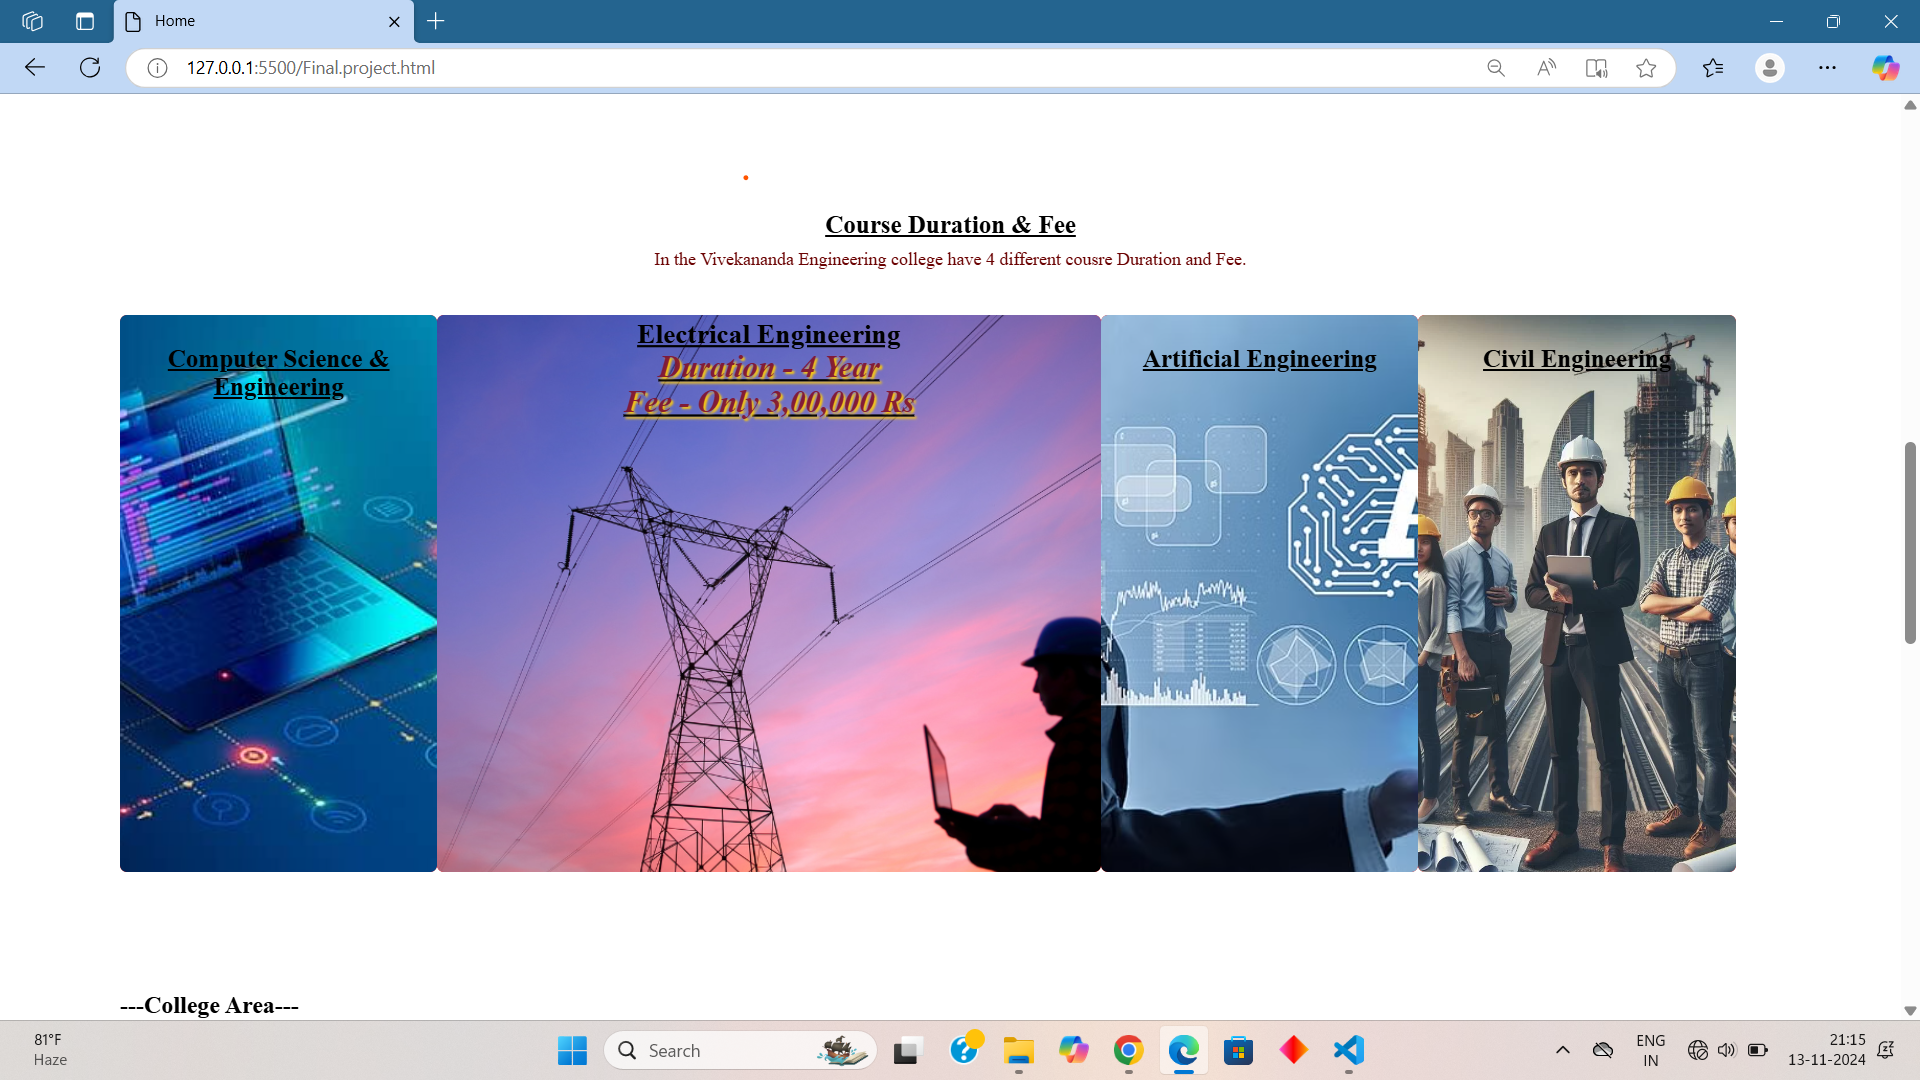 Home
127.0.0.1:5500/Final.project.html
Course Duration & Fee
In the Vivekananda Engineering college have 4 different cousre Duration and Fee.
Computer Science &
Engineering
Electrical Engineering
Duration - 4 Year
Fee - Only 3,00,000 Rs
Artificial Engineering
Civil Engineering
---College Area---
81°F
Haze
Search
ENG
IN
21:15
13-11-2024